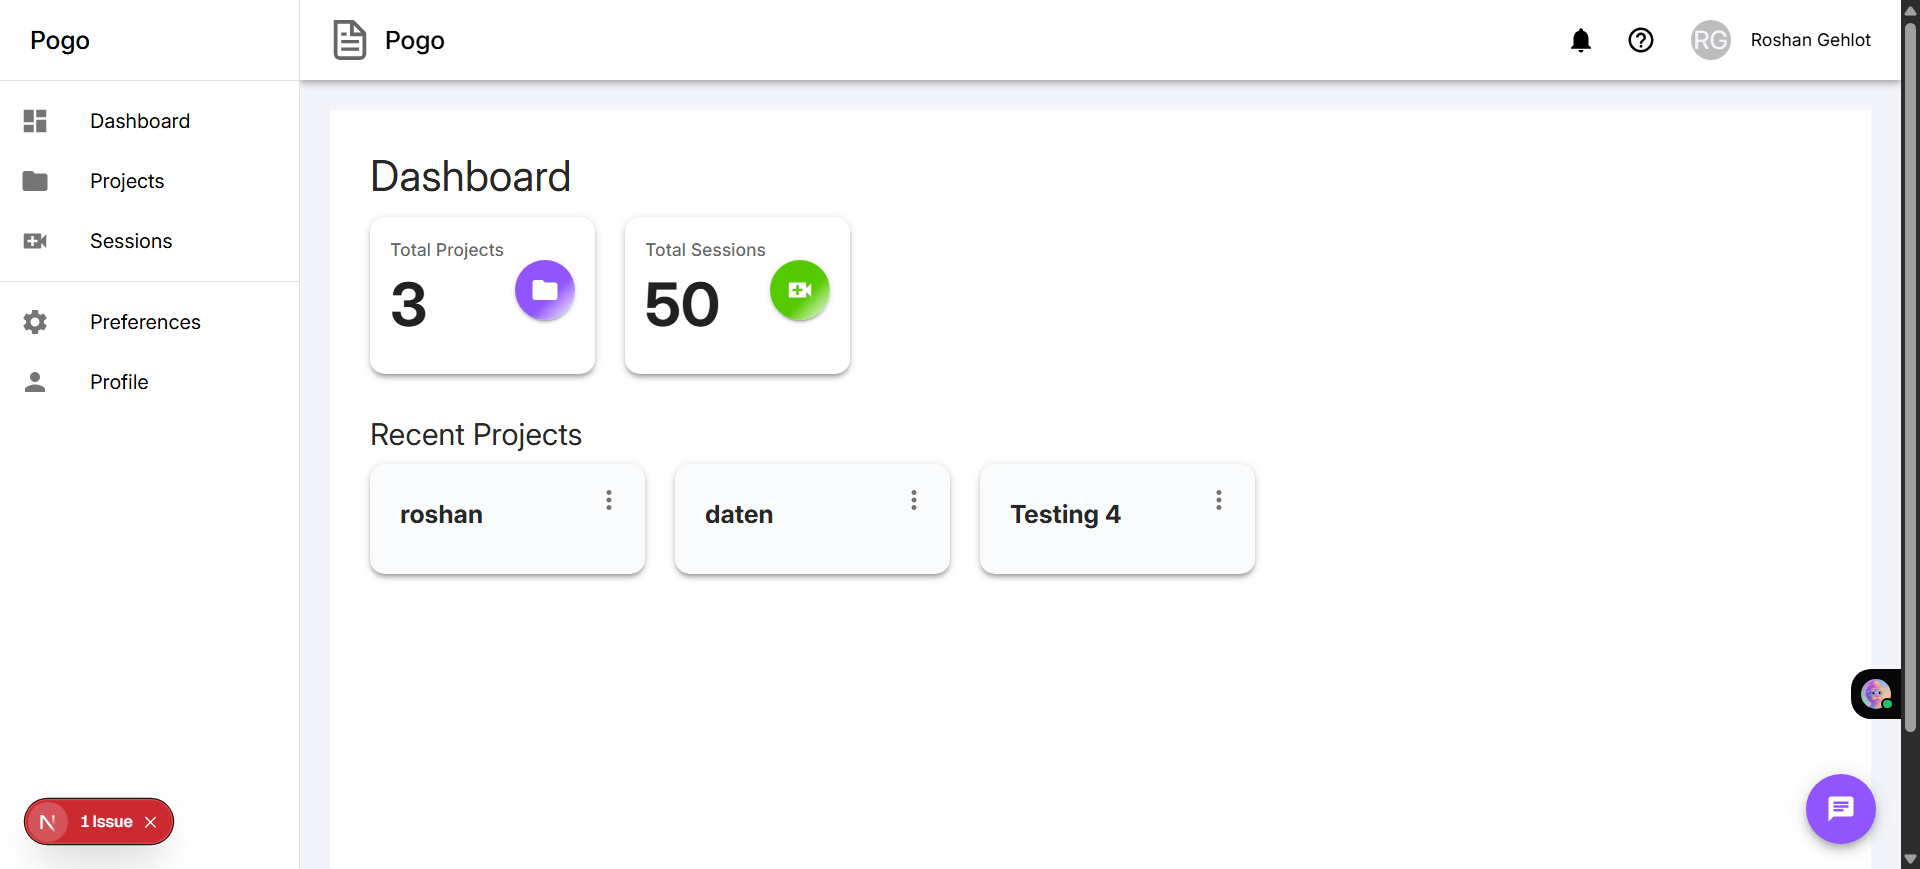 Pogo
Dashboard
Projects
Sessions
Preferences
Profile
N 1 Issue
Pogo
RG Roshan Gehlot
Dashboard
Total Projects
3
Total Sessions
50
Recent Projects
roshan
daten
Testing 4